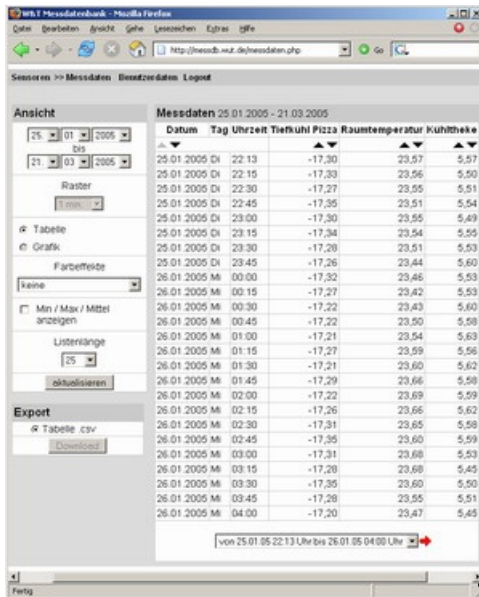 W&T Messdatenbank - Mozilla Firefox
Datei Bearbeiten Ansicht Gehe Lesezeichen Extras Hilfe
http://messdb.wut.de/messdaten.php Go
Sensoren >> Messdaten Benutzerdaten Logout
Ansicht
25. 01 2005
bis
21. 03 2005
Raster
1 min.
Tabelle
Grafik
Farbeffekte
keine
Min / Max / Mittel
anzeigen
Listenlänge
25
aktualisieren
Export
Tabelle .csv
Download
Messdaten 25.01.2005 - 21.03.2005
Datum Tag Uhrzeit Tiefkühl Pizza Raumtemperatur Kühltheke
25.01.2005 Di 22:13 -17,30 23,57 5,57
25.01.2005 Di 22:15 -17,33 23,56 5,50
25.01.2005 Di 22:30 -17,27 23,55 5,51
25.01.2005 Di 22:45 -17,35 23,51 5,54
25.01.2005 Di 23:00 -17,30 23,55 5,49
25.01.2005 Di 23:15 -17,34 23,54 5,55
25.01.2005 Di 23:30 -17,28 23,51 5,53
25.01.2005 Di 23:45 -17,26 23,44 5,60
26.01.2005 Mi 00:00 -17,32 23,46 5,53
26.01.2005 Mi 00:15 -17,27 23,42 5,53
26.01.2005 Mi 00:30 -17,22 23,43 5,60
26.01.2005 Mi 00:45 -17,22 23,50 5,58
26.01.2005 Mi 01:00 -17,21 23,54 5,63
26.01.2005 Mi 01:15 -17,27 23,59 5,56
26.01.2005 Mi 01:30 -17,21 23,60 5,62
26.01.2005 Mi 01:45 -17,29 23,66 5,58
26.01.2005 Mi 02:00 -17,22 23,69 5,59
26.01.2005 Mi 02:15 -17,26 23,66 5,62
26.01.2005 Mi 02:30 -17,31 23,65 5,58
26.01.2005 Mi 02:45 -17,35 23,60 5,59
26.01.2005 Mi 03:00 -17,31 23,68 5,53
26.01.2005 Mi 03:15 -17,28 23,68 5,45
26.01.2005 Mi 03:30 -17,35 23,60 5,50
26.01.2005 Mi 03:45 -17,28 23,55 5,51
26.01.2005 Mi 04:00 -17,20 23,47 5,45
von 25.01.05 22:13 Uhr bis 26.01.05 04:00 Uhr
Fertig